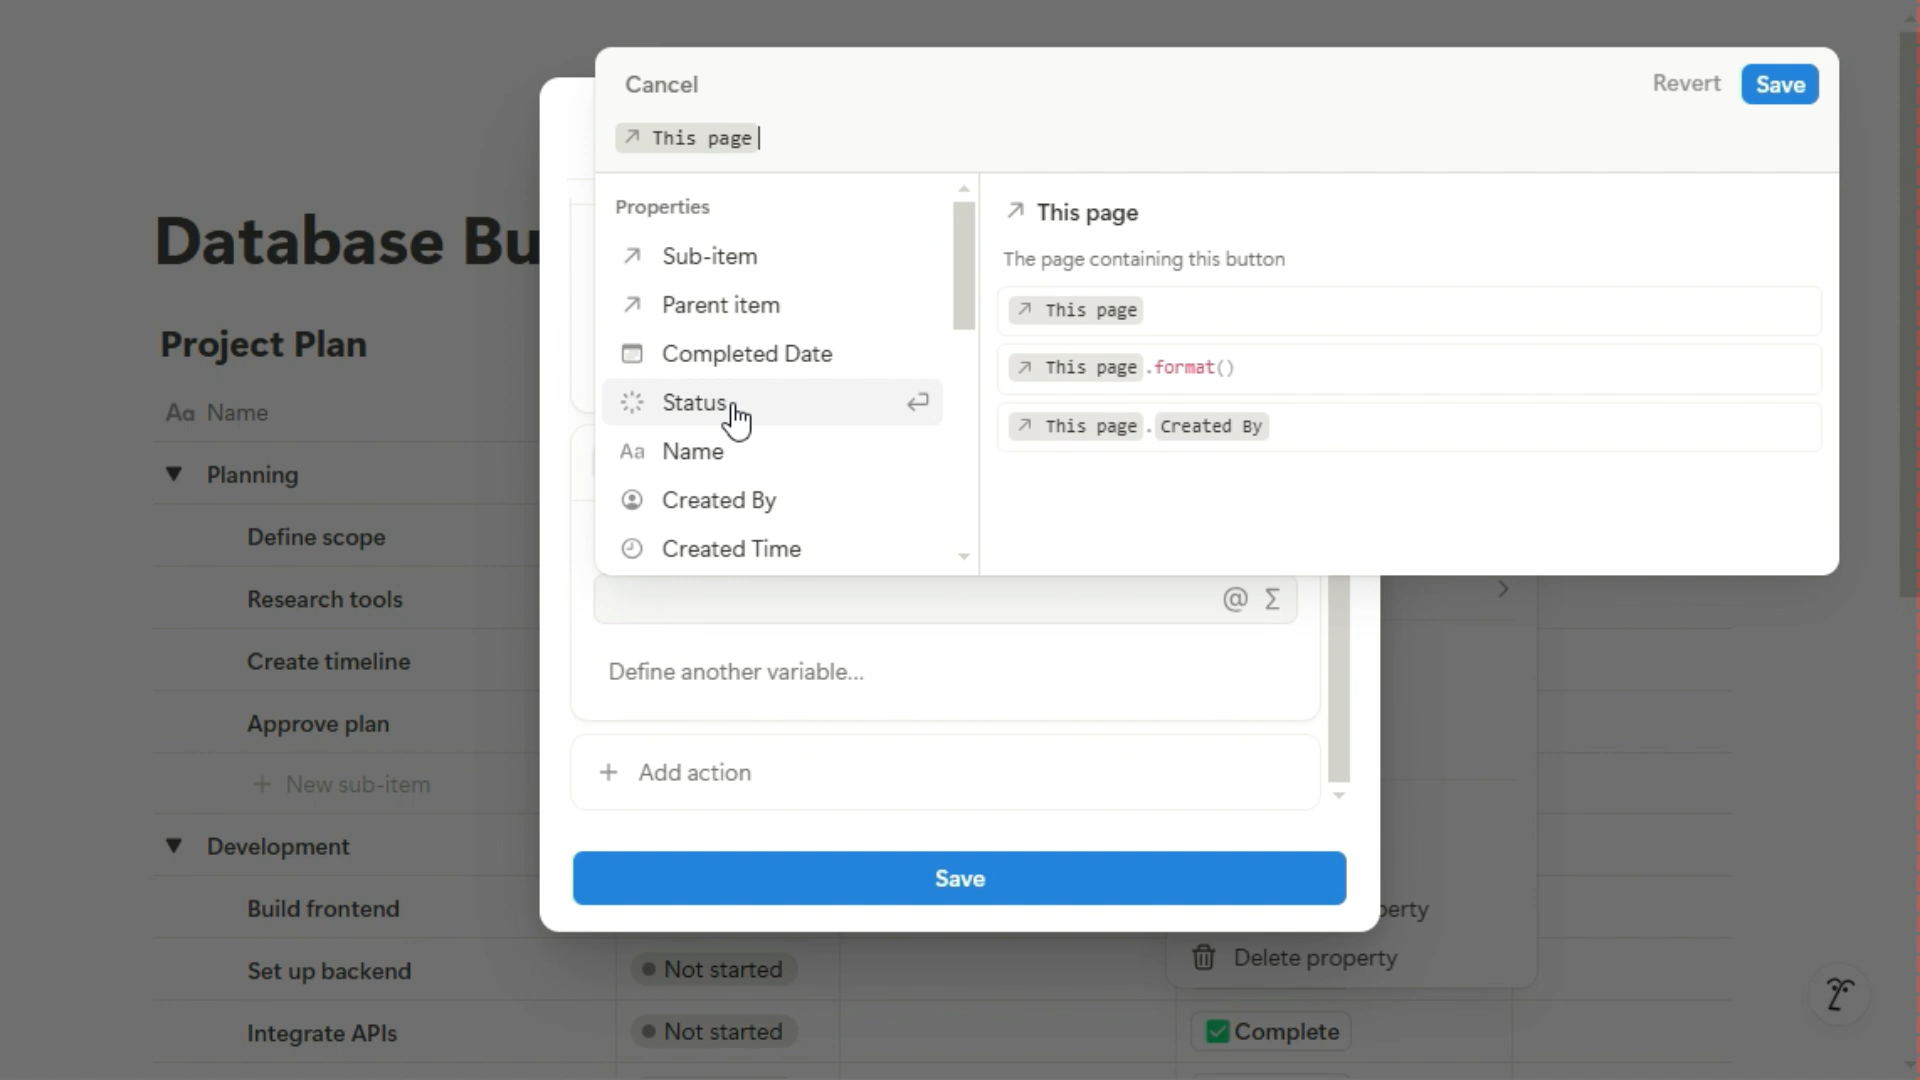 Cancel
Revert
Save
This page
Properties
Sub-item
Parent item
Completed Date
Status
Aa Name
Created By
Created Time
This page
The page containing this button
This page
This page.format()
This page.Created By
@ Σ
Define another variable...
+ Add action
Save
Database Bu
Project Plan
Aa Name
Planning
Define scope
Research tools
Create timeline
Approve plan
+ New sub-item
Development
Build frontend
Set up backend
Not started
Integrate APIs
Not started
perty
Delete property
✅ Complete